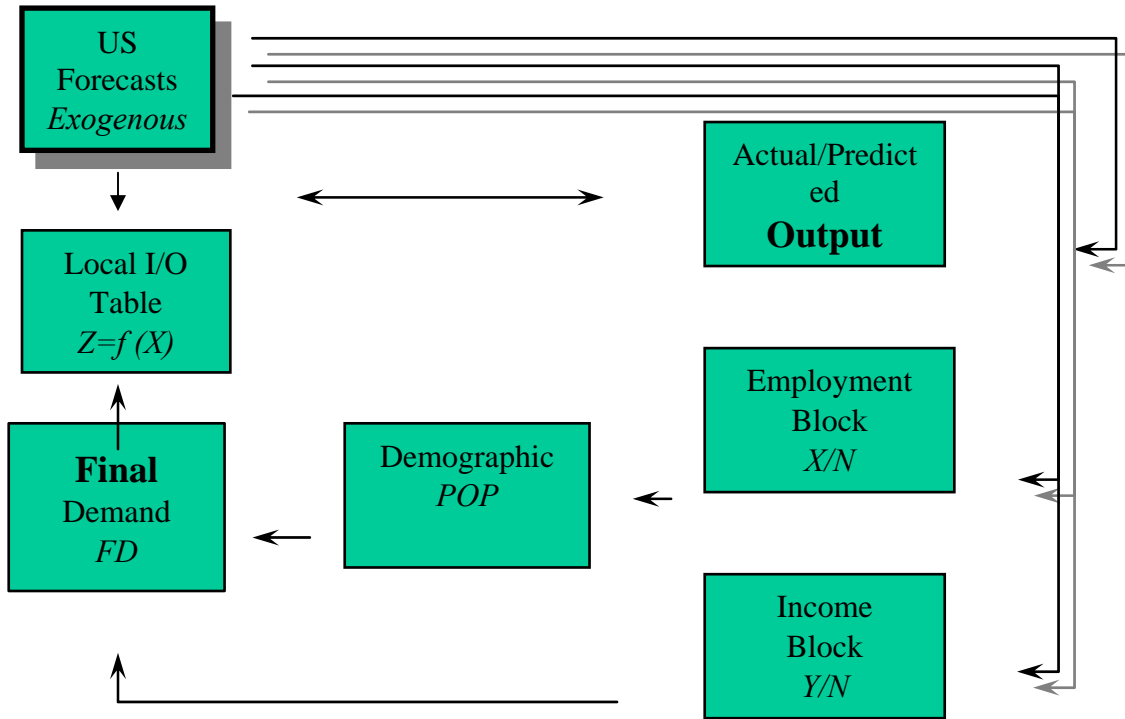 US
Forecasts
Exogenous
Actual/Predict
ed
Output
Local I/O
Table
Z=f (X)
Employment
Block
X/N
Final
Demand
FD
Demographic
POP
Income
Block
Y/N